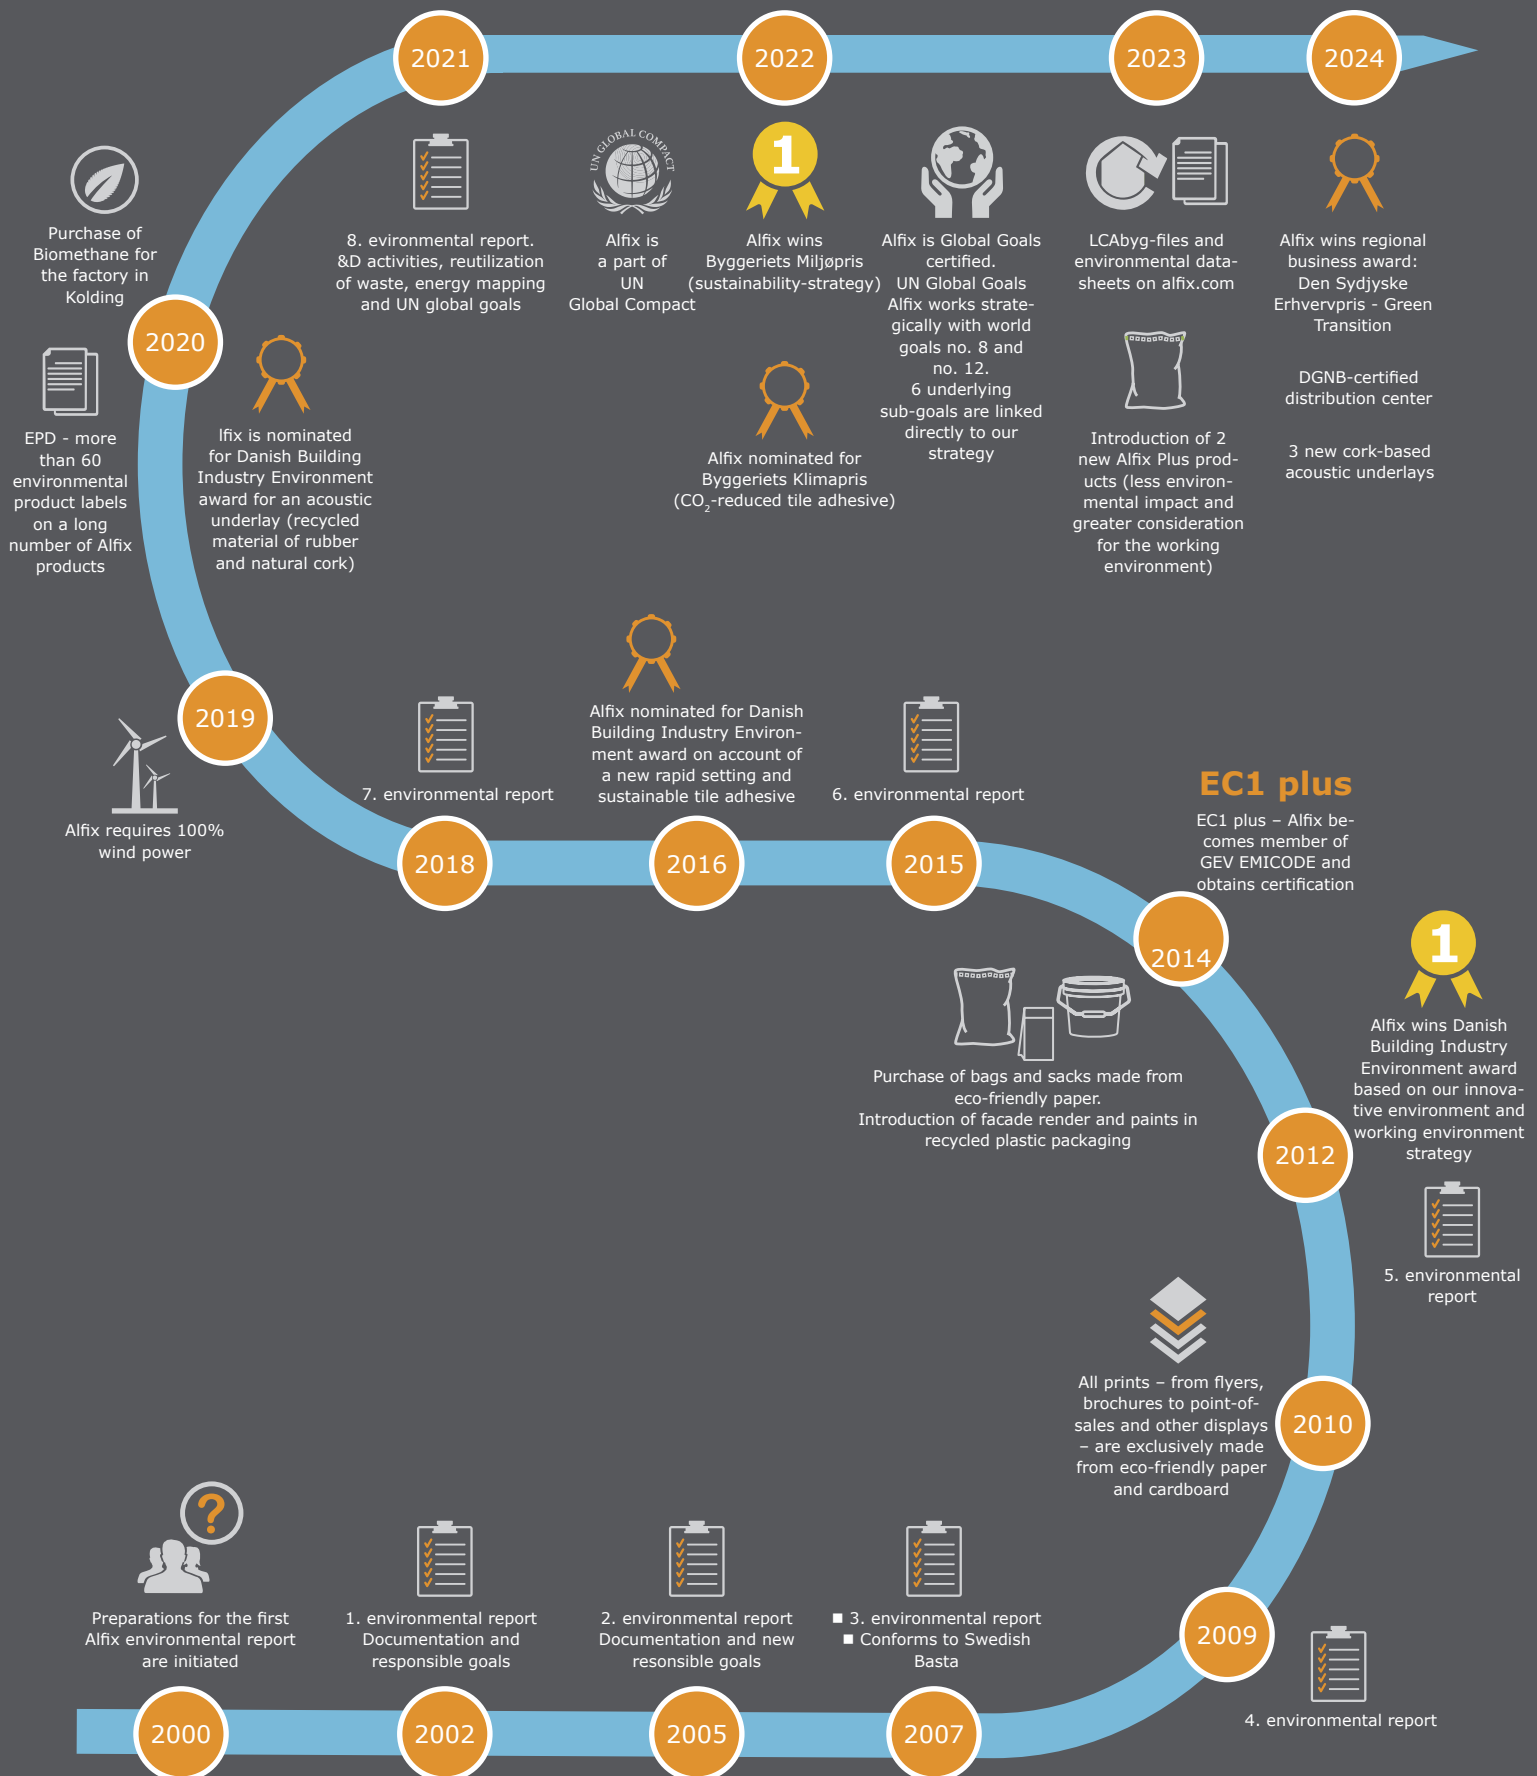 2021
2022
2023
2024
UN GLOBAL COMPACT
1
Purchase of
Biomethane for
the factory in
Kolding
8. evironmental report.
&D activities, reutilization
of waste, energy mapping
and UN global goals
Alfix is
a part of
UN
Global Compact
Alfix wins
Byggeriets Miljøpris
(sustainability-strategy)
Alfix nominated for
Byggeriets Klimapris
(CO2-reduced tile adhesive)
Alfix is Global Goals
certified.
UN Global Goals
Alfix works strate-
gically with world
goals no. 8 and
no. 12.
6 underlying
sub-goals are linked
directly to our
strategy
LCAbyg-files and
environmental data-
sheets on alfix.com
Introduction of 2
new Alfix Plus prod-
ucts (less environ-
mental impact and
greater consideration
for the working
environment)
Alfix wins regional
business award:
Den Sydjyske
Erhvervpris - Green
Transition
DGNB-certified
distribution center
3 new cork-based
acoustic underlays
2020
EPD - more
than 60
environmental
product labels
on a long
number of Alfix
products
lfix is nominated
for Danish Building
Industry Environment
award for an acoustic
underlay (recycled
material of rubber
and natural cork)
2019
Alfix requires 100%
wind power
7. environmental report
2018
Alfix nominated for Danish
Building Industry Environ-
ment award on account of
a new rapid setting and
sustainable tile adhesive
2016
6. environmental report
2015
EC1 plus
EC1 plus – Alfix be-
comes member of
GEV EMICODE and
obtains certification
2014
Purchase of bags and sacks made from
eco-friendly paper.
Introduction of facade render and paints in
recycled plastic packaging
1
Alfix wins Danish
Building Industry
Environment award
based on our innova-
tive environment and
working environment
strategy
2012
5. environmental
report
All prints – from flyers,
brochures to point-of-
sales and other displays
– are exclusively made
from eco-friendly paper
and cardboard
2010
2009
4. environmental report
?
Preparations for the first
Alfix environmental report
are initiated
1. environmental report
Documentation and
responsible goals
2. environmental report
Documentation and new
resonsible goals
■ 3. environmental report
■ Conforms to Swedish
Basta
2000
2002
2005
2007